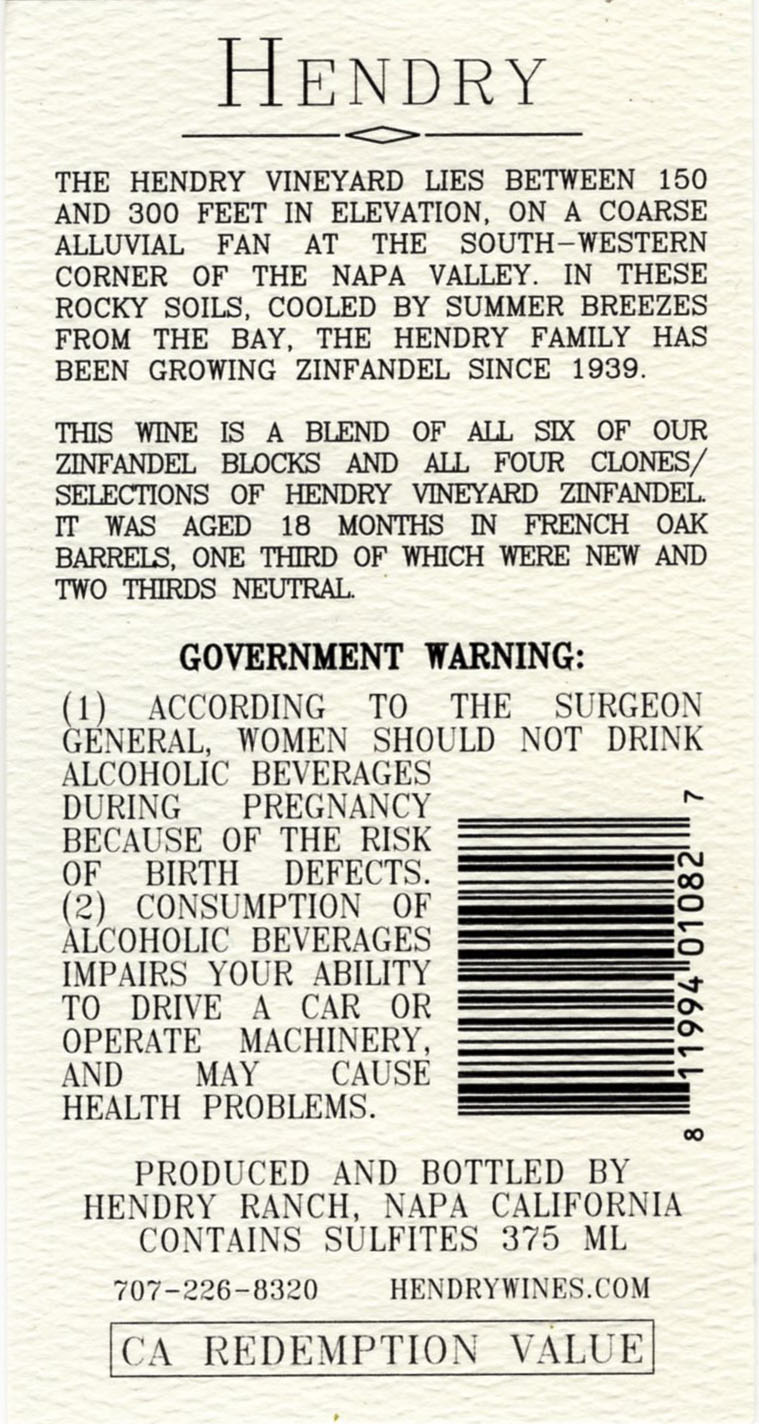 HENDRY
THE HENDRY VINEYARD LIES BETWEEN 150
AND 300 FEET IN ELEVATION, ON A COARSE
ALLUVIAL FAN AT THE SOUTH-WESTERN
CORNER OF THE NAPA VALLEY. IN THESE
ROCKY SOILS, COOLED BY SUMMER BREEZES
FROM THE BAY, THE HENDRY FAMILY HAS
BEEN GROWING ZINFANDEL SINCE 1939.
THIS WINE IS A BLEND OF ALL SIX OF OUR
ZINFANDEL BLOCKS AND ALL FOUR CLONES/
SELECTIONS OF HENDRY VINEYARD ZINFANDEL.
IT WAS AGED 18 MONTHS IN FRENCH OAK
BARRELS, ONE THIRD OF WHICH WERE NEW AND
TWO THIRDS NEUTRAL.
GOVERNMENT WARNING:
(1) ACCORDING TO THE SURGEON
GENERAL, WOMEN SHOULD NOT DRINK
ALCOHOLIC BEVERAGES
DURING PREGNANCY
BECAUSE OF THE RISK
OF BIRTH DEFECTS.
(2) CONSUMPTION OF
ALCOHOLIC BEVERAGES
IMPAIRS YOUR ABILITY
TO DRIVE A CAR OR
OPERATE MACHINERY,
AND MAY CAUSE
HEALTH PROBLEMS.
8 11994 01082 7
PRODUCED AND BOTTLED BY
HENDRY RANCH, NAPA CALIFORNIA
CONTAINS SULFITES 375 ML
707-226-8320 HENDRYWINES.COM
CA REDEMPTION VALUE